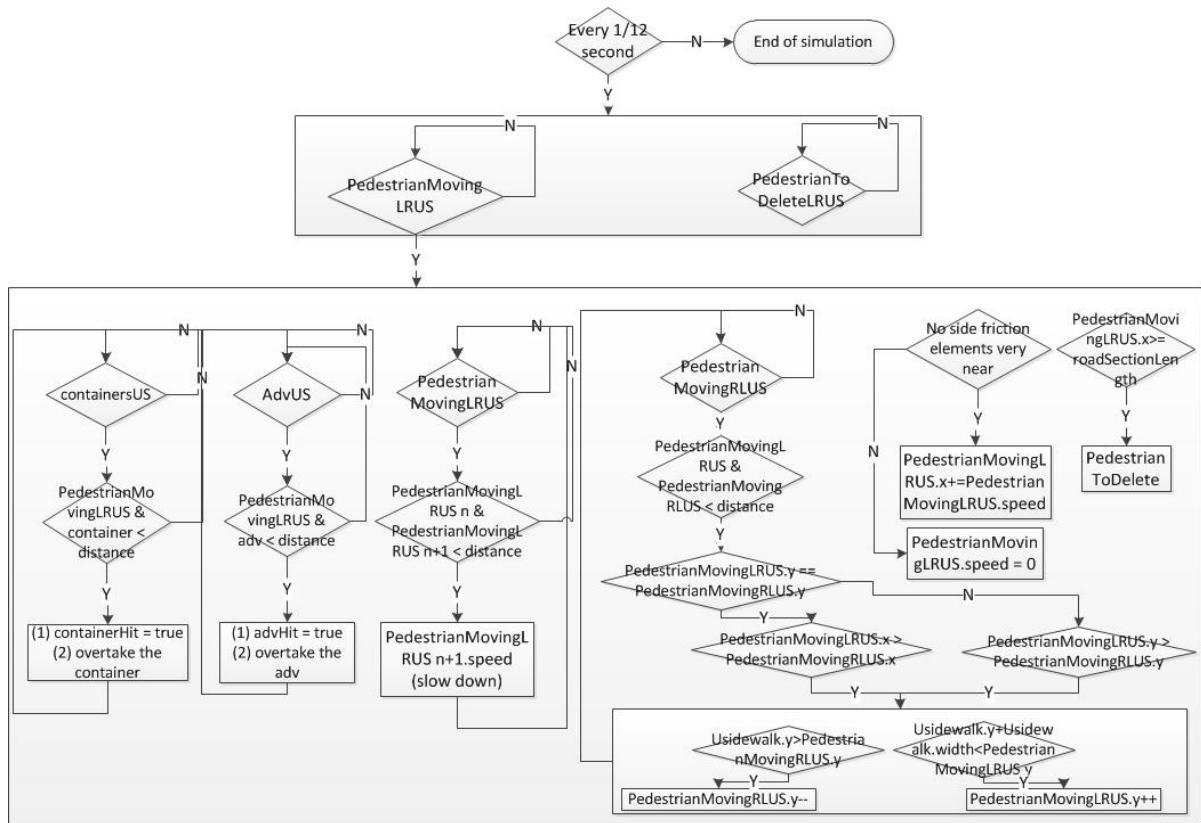 Every 1/12
second
N
End of simulation
Y
N
PedestrianMoving
LRUS
N
PedestrianTo
DeleteLRUS
Y
N
containersUS
Y
PedestrianMo
vingLRUS &
container <
distance
N
Y
(1) containerHit = true
(2) overtake the
container
N
AdvUS
N
Y
PedestrianMo
vingLRUS &
adv < distance
Y
(1) advHit = true
(2) overtake the
adv
N
Pedestrian
MovingLRUS
N
Y
PedestrianMovingL
RUS n &
PedestrianMovingL
RUS n+1 < distance
Y
PedestrianMovingL
RUS n+1.speed
(slow down)
N
Pedestrian
MovingRLUS
Y
PedestrianMovingL
RUS &
PedestrianMoving
RLUS < distance
Y
PedestrianMovingLRUS.y ==
PedestrianMovingRLUS.y
Y
N
PedestrianMovingLRUS.x >
PedestrianMovingRLUS.x
PedestrianMovingLRUS.y >
PedestrianMovingRLUS.y
Y
Y
Usidewalk.y>Pedestria
nMovingRLUS.y
Y
PedestrianMovingRLUS.y--
Usidewalk.y+Usidew
alk.width<Pedestrian
MovingLRUS.y
Y
PedestrianMovingLRUS.y++
No side friction
elements very
near
N
Y
PedestrianMovingL
RUS.x+=Pedestrian
MovingLRUS.speed
PedestrianMovin
gLRUS.speed = 0
PedestrianMovi
ngLRUS.x>=
roadSectionLen
gth
Y
Pedestrian
ToDelete